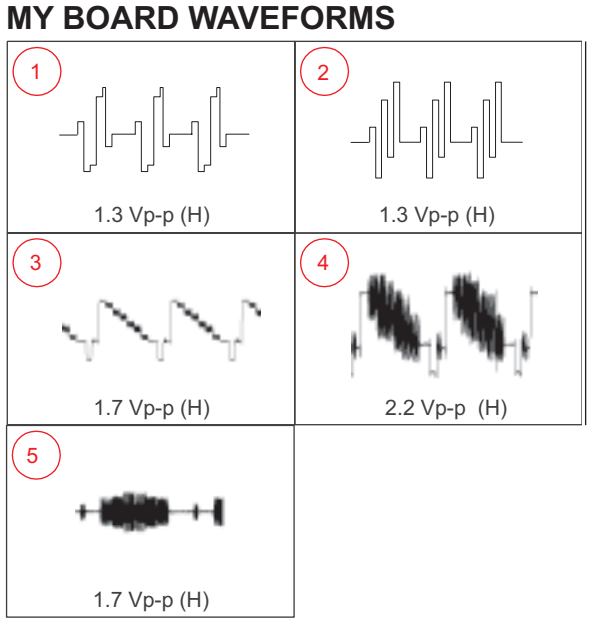 MY BOARD WAVEFORMS
1
2
1.3 Vp-p (H)
1.3 Vp-p (H)
3
4
1.7 Vp-p (H)
2.2 Vp-p (H)
5
1.7 Vp-p (H)